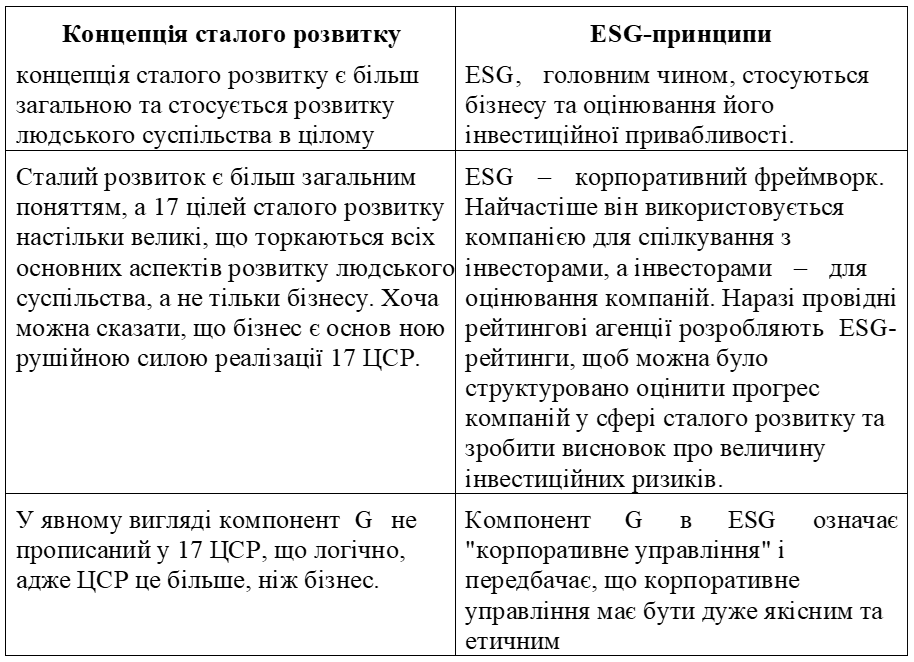 Концепція сталого розвитку
концепція сталого розвитку є більш
загальною та стосується розвитку
людського суспільства в цілому
ESG-принципи
ESG, головним чином, стосуються
бізнесу та оцінювання його
інвестиційної привабливості.
Сталий розвиток є більш загальним
поняттям, а 17 цілей сталого розвитку
настільки великі, що торкаються всіх
основних аспектів розвитку людського
суспільства, а не тільки бізнесу. Хоча
можна сказати, що бізнес є основ ною
рушійною силою реалізації 17 ЦСР.
ESG – корпоративний фреймворк.
Найчастіше він використовується
компанією для спілкування з
інвесторами, а інвесторами – для
оцінювання компаній. Наразі провідні
рейтингові агенції розробляють ESG-
рейтинги, щоб можна було
структуровано оцінити прогрес
компаній у сфері сталого розвитку та
зробити висновок про величину
інвестиційних ризиків.
У явному вигляді компонент G не
прописаний у 17 ЦСР, що логічно,
адже ЦСР це більше, ніж бізнес.
Компонент G в ESG означає
"корпоративне управління" і
передбачає, що корпоративне
управління має бути дуже якісним та
етичним